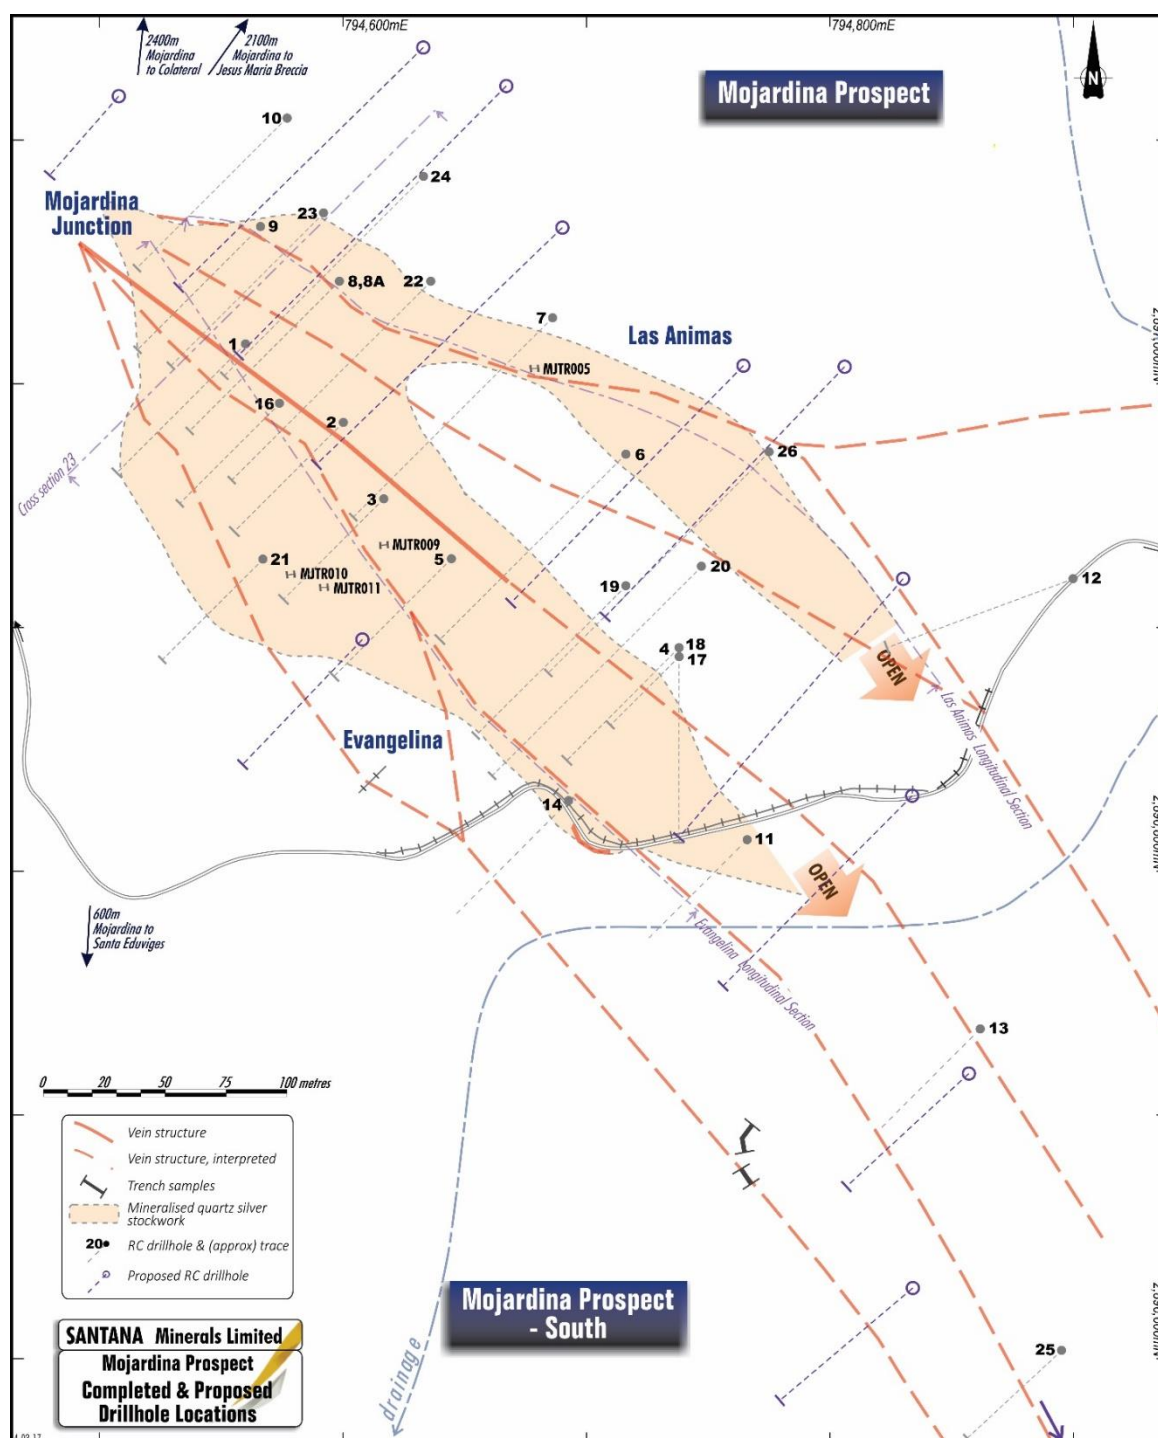 794,600mE
794,800mE
2400m
Mojardina
to Colateral
2100m
Mojardina to
Jesus Maria Breccia
Mojardina Prospect
N
10
24
Mojardina
Junction
23
9
8,8A
22
7
Las Animas
1
MJTR005
16
2
6
26
Cross section 23
3
MJTR009
21
MJTR010
MJTR011
5
19
20
12
4
18
17
OPEN
Las Animas Longitudinal Section
Evangelina
14
11
OPEN
600m
Mojardina to
Santa Eduviges
Evangelina Longitudinal Section
13
0 20 50 75 100 metres
Vein structure
Vein structure, interpreted
Trench samples
Mineralised quartz silver
stockwork
20 RC drillhole & (approx) trace
Proposed RC drillhole
Mojardina Prospect
- South
25
drainage
SANTANA Minerals Limited
Mojardina Prospect
Completed & Proposed
Drillhole Locations